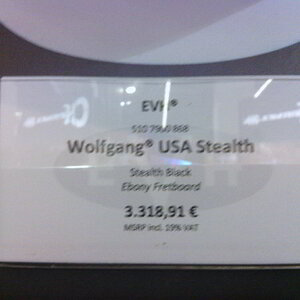 EVH®
510 7900 868
Wolfgang® USA Stealth
Stealth Black
Ebony Fretboard
3.318,91 €
MSRP incl. 19% VAT